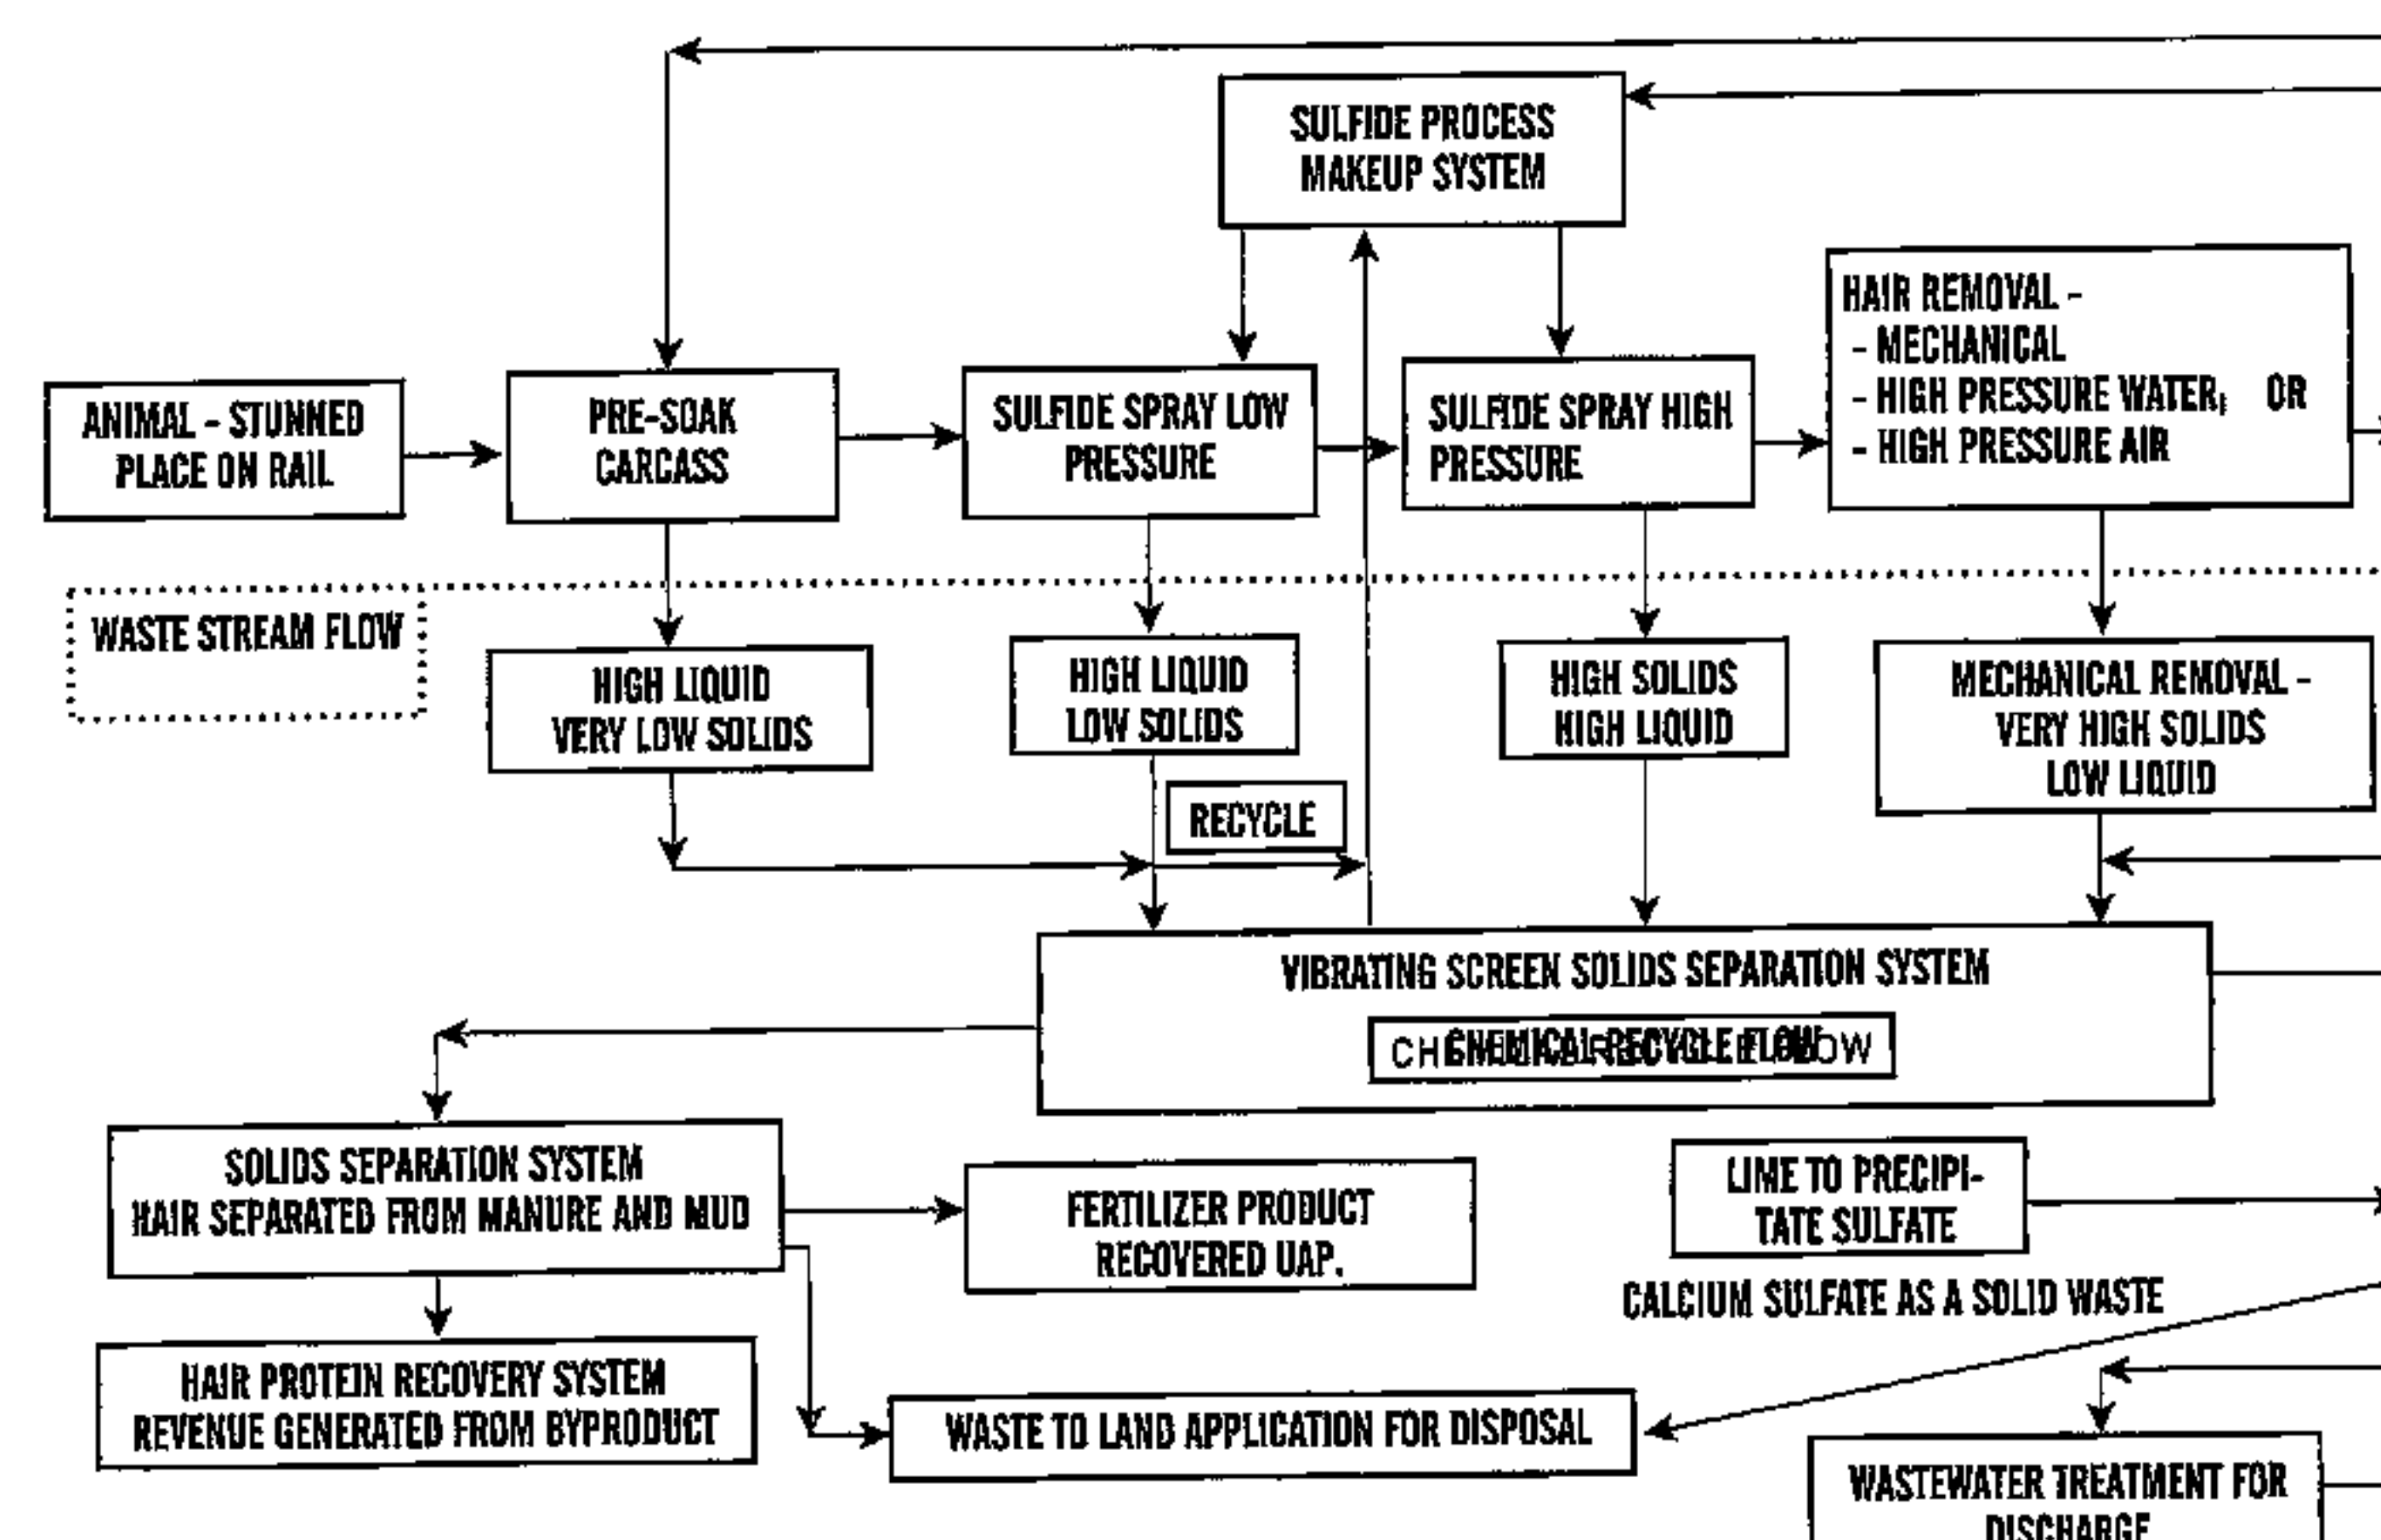 SULFIDE PROCESS
MAKEUP SYSTEM
ANIMAL - STUNNED
PLACE ON RAIL
PRE-SOAK
CARCASS
SULFIDE SPRAY LOW
PRESSURE
SULFIDE SPRAY HIGH
PRESSURE
HAIR REMOVAL -
- MECHANICAL
- HIGH PRESSURE WATER, OR
- HIGH PRESSURE AIR
WASTE STREAM FLOW
HIGH LIQUID
VERY LOW SOLIDS
HIGH LIQUID
LOW SOLIDS
HIGH SOLIDS
HIGH LIQUID
MECHANICAL REMOVAL -
VERY HIGH SOLIDS
LOW LIQUID
RECYCLE
VIBRATING SCREEN SOLIDS SEPARATION SYSTEM
CHEMICAL RECYCLE FLOW
SOLIDS SEPARATION SYSTEM
HAIR SEPARATED FROM MANURE AND MUD
FERTILIZER PRODUCT
RECOVERED UAP.
LIME TO PRECIPI-
TATE SULFATE
CALCIUM SULFATE AS A SOLID WASTE
HAIR PROTEIN RECOVERY SYSTEM
REVENUE GENERATED FROM BYPRODUCT
WASTE TO LAND APPLICATION FOR DISPOSAL
WASTEWATER TREATMENT FOR
DISCHARGE